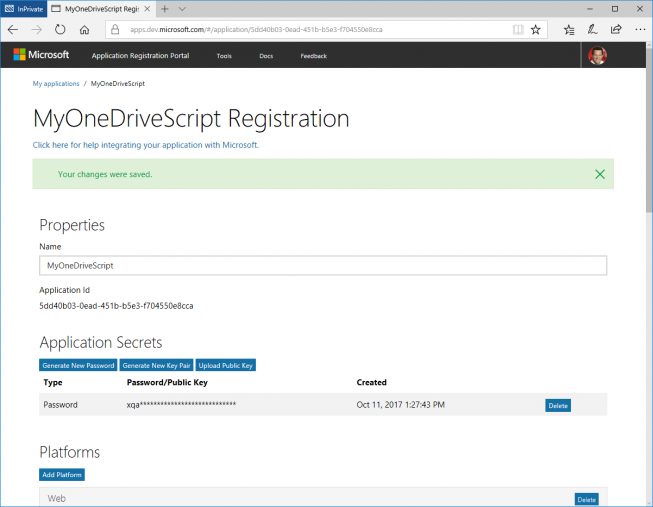 InPrivate
MyOneDriveScript Regis
apps.dev.microsoft.com/#/application/5dd40b03-0ead-451b-b5e3-f704550e8cca
Microsoft Application Registration Portal Tools Docs Feedback
My applications / MyOneDriveScript
MyOneDriveScript Registration
Click here for help integrating your application with Microsoft.
Your changes were saved.
Properties
Name
MyOneDriveScript
Application Id
5dd40b03-0ead-451b-b5e3-f704550e8cca
Application Secrets
Generate New Password Generate New Key Pair Upload Public Key
Type Password/Public Key Created
Password xqa**************************** Oct 11, 2017 1:27:43 PM Delete
Platforms
Add Platform
Web Delete